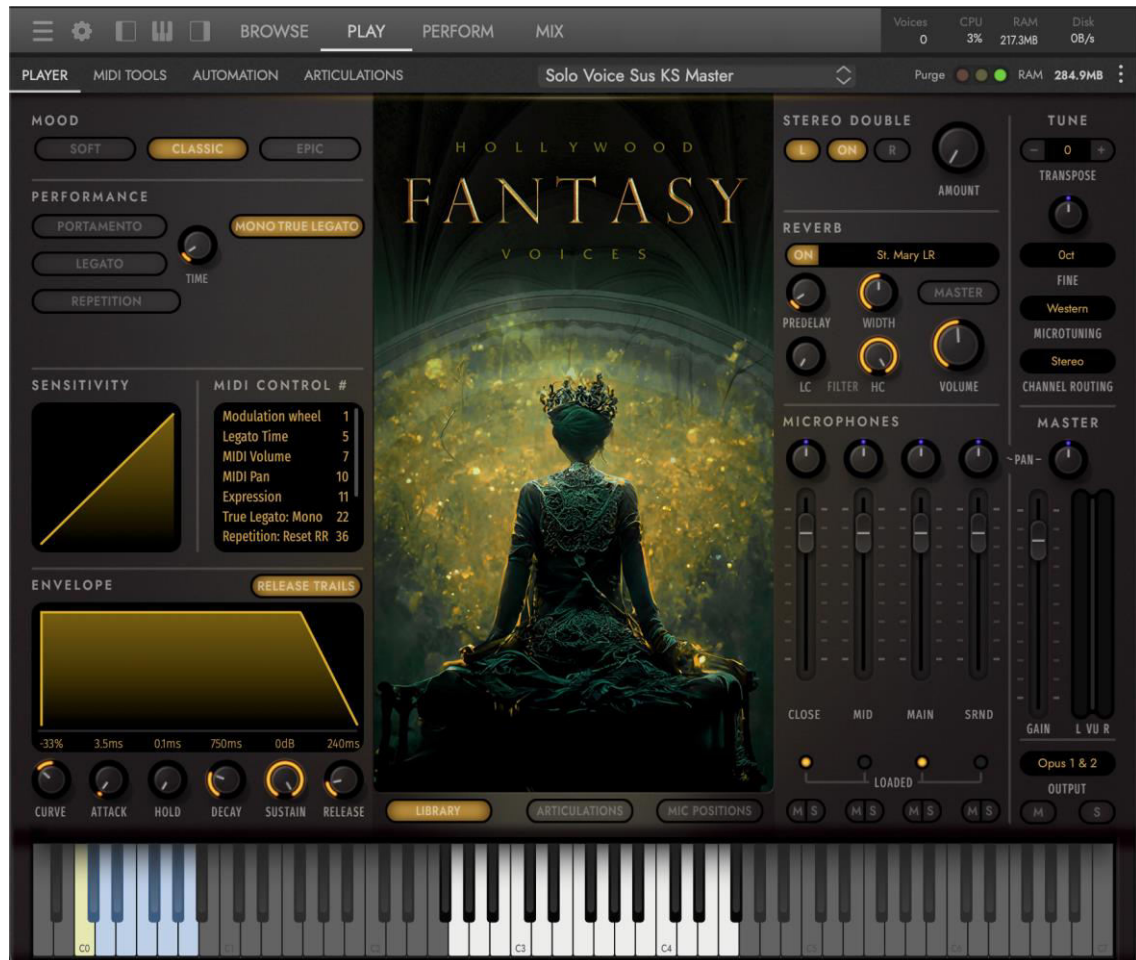 BROWSE PLAY PERFORM MIX
Voices CPU RAM Disk
0 3% 217.3MB 0B/s
PLAYER MIDI TOOLS AUTOMATION ARTICULATIONS Solo Voice Sus KS Master Purge RAM 284.9MB
MOOD
SOFT CLASSIC EPIC
PERFORMANCE
PORTAMENTO MONO TRUE LEGATO
LEGATO
TIME
REPETITION
SENSITIVITY
MIDI CONTROL #
Modulation wheel 1
Legato Time 5
MIDI Volume 7
MIDI Pan 10
Expression 11
True Legato: Mono 22
Repetition: Reset RR 36
ENVELOPE RELEASE TRAILS
-33% 3.5ms 0.1ms 750ms 0dB 240ms
CURVE ATTACK HOLD DECAY SUSTAIN RELEASE
HOLLYWOOD
FANTASY
VOICES
LIBRARY ARTICULATIONS MIC POSITIONS
STEREO DOUBLE
L ON R
AMOUNT
REVERB
ON St. Mary LR
MASTER
PREDELAY WIDTH
LC FILTER HC VOLUME
MICROPHONES
CLOSE MID MAIN SRND
LOADED
M S M S M S M S
TUNE
- 0 +
TRANSPOSE
0ct
FINE
Western
MICROTUNING
Stereo
CHANNEL ROUTING
MASTER
~PAN-
GAIN L VU R
Opus 1 & 2
OUTPUT
M S
C0 C1 C2 C3 C4 C5 C6 C7